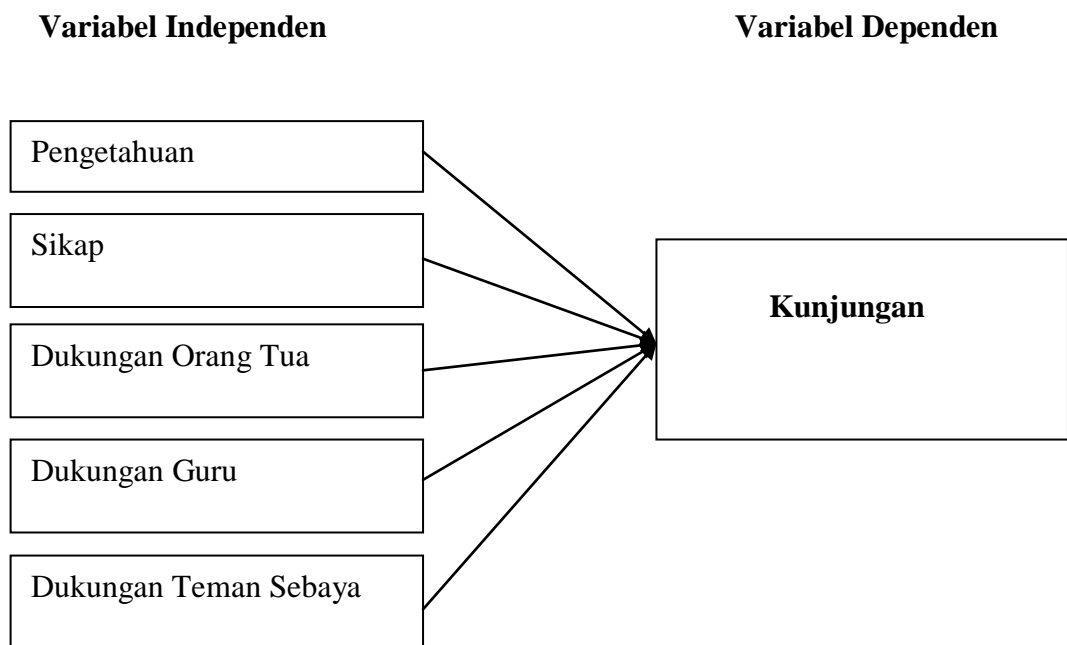 Variabel Independen
Variabel Dependen
Pengetahuan
Sikap
Dukungan Orang Tua
Dukungan Guru
Dukungan Teman Sebaya
Kunjungan